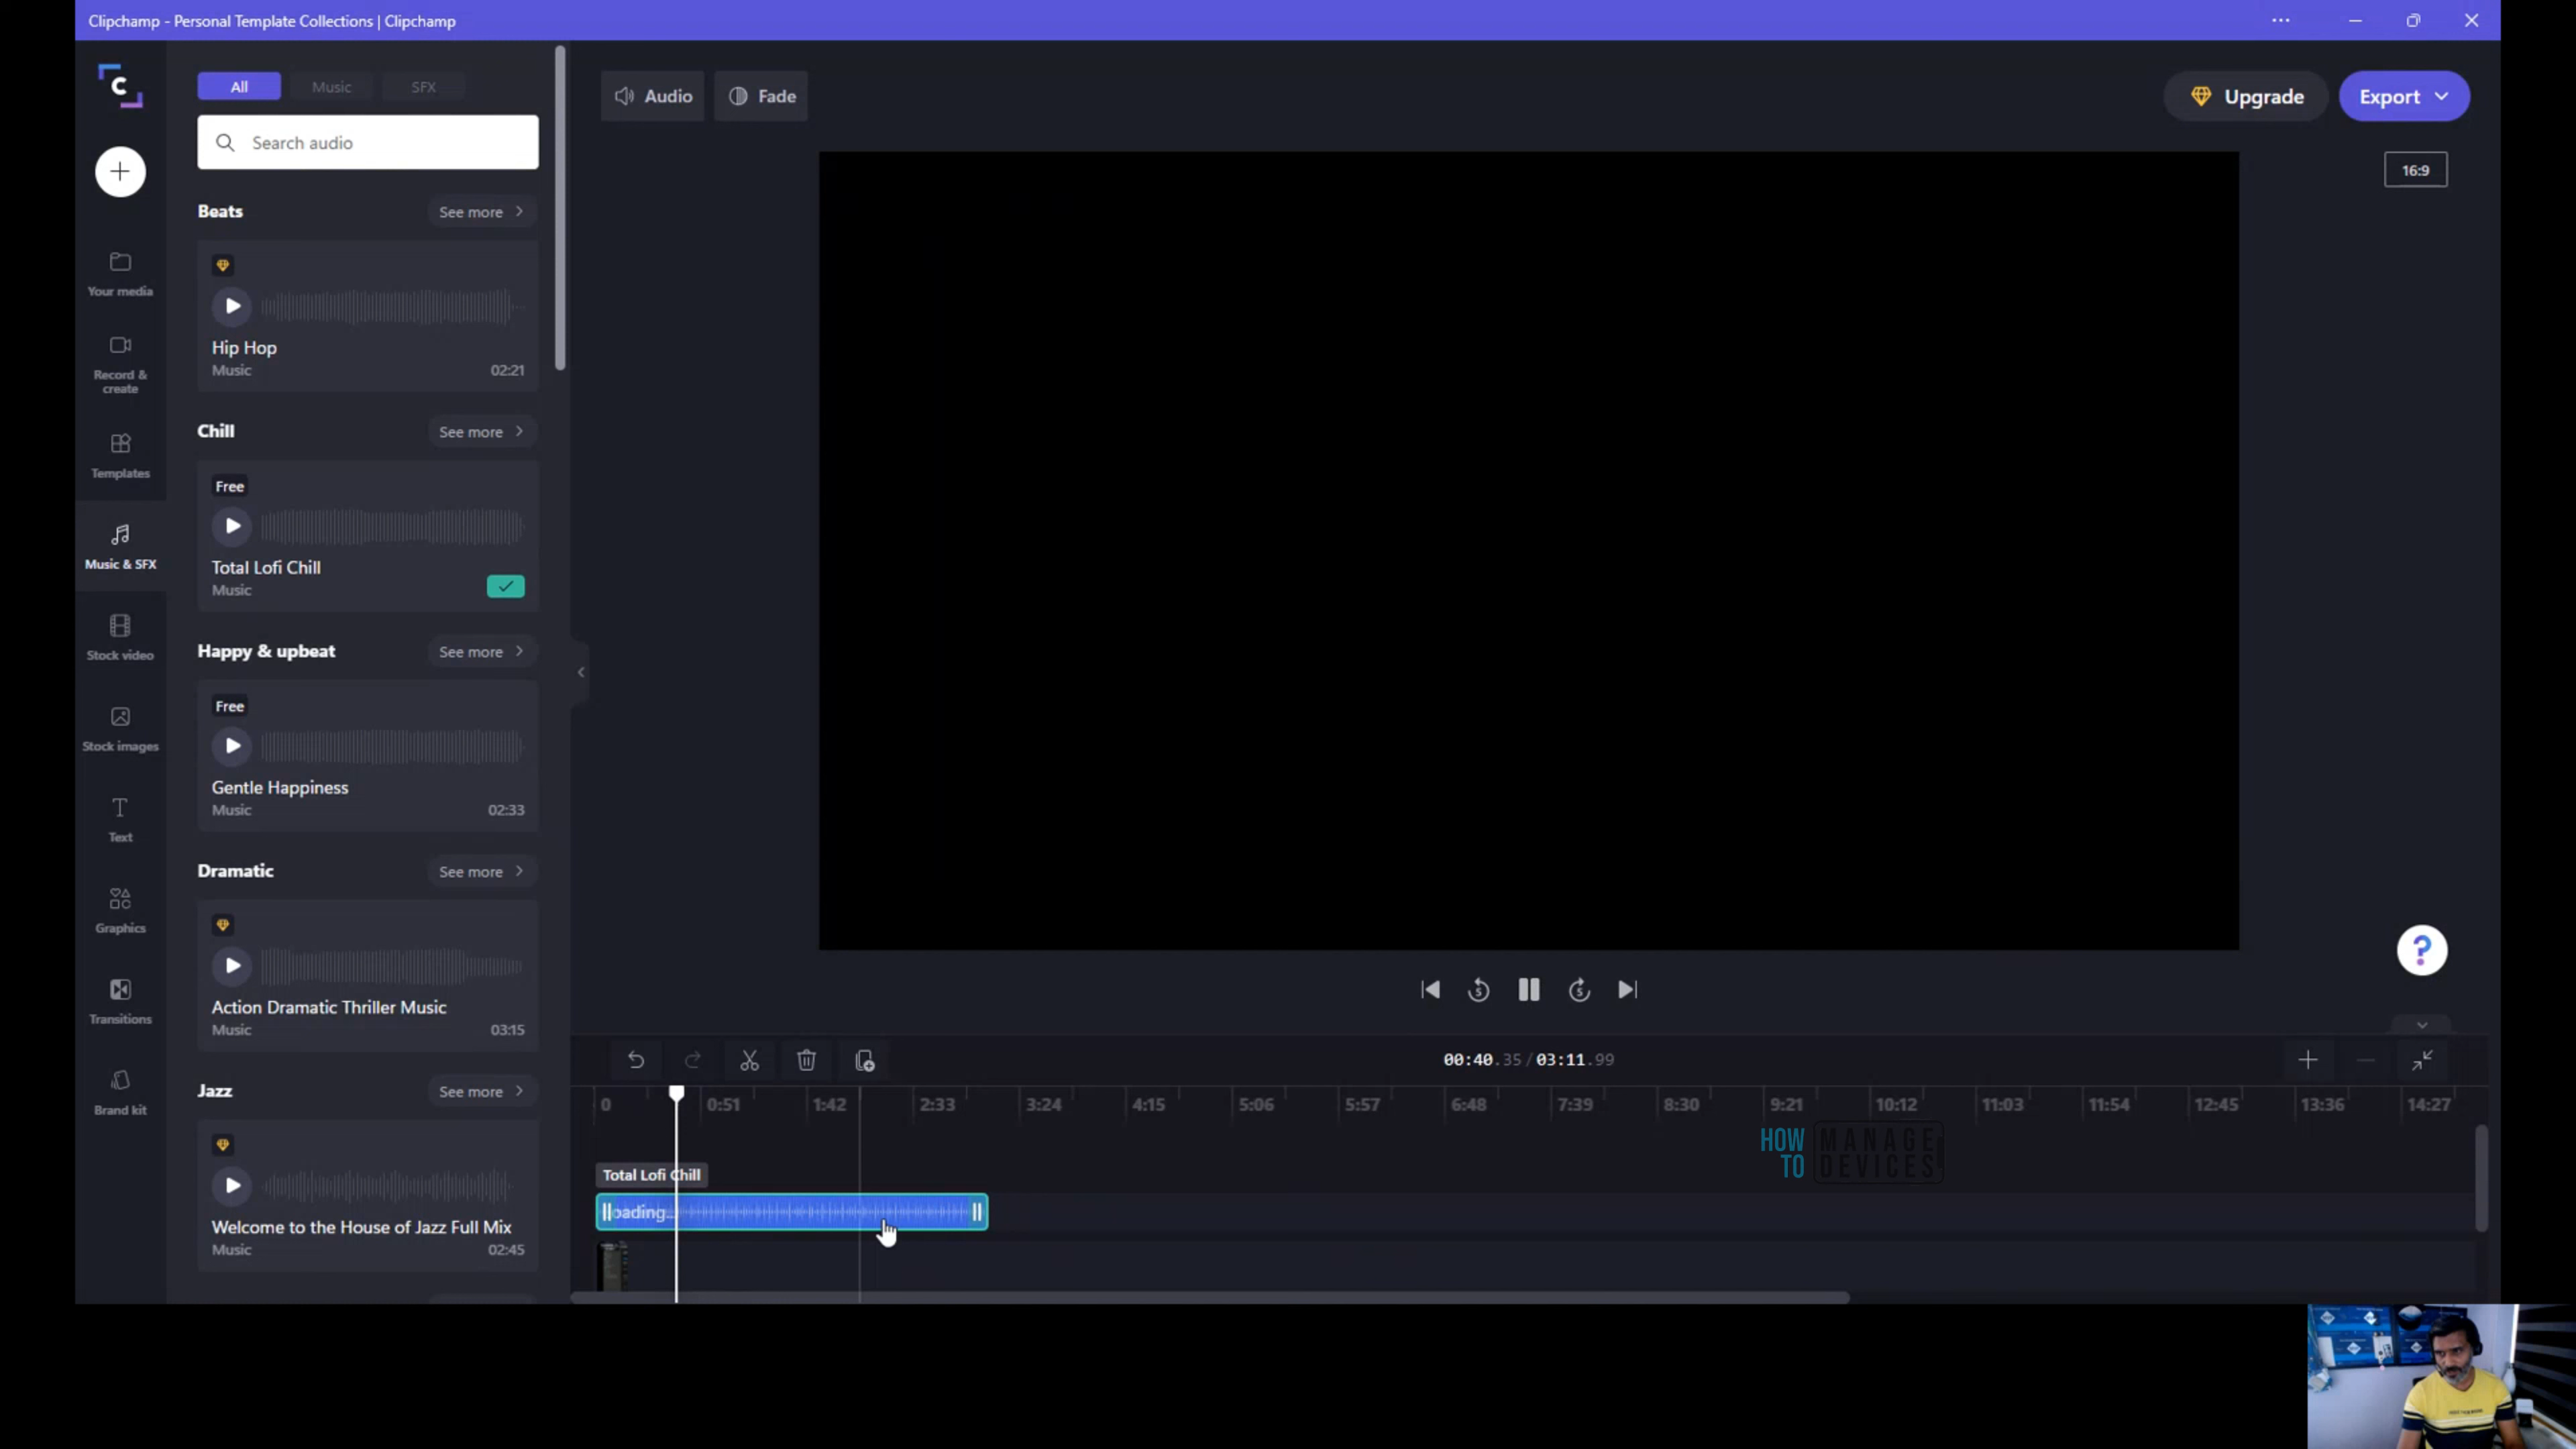 Clipchamp - Personal Template Collections | Clipchamp
C
All
Music
SFX
Search audio
Audio
Fade
Upgrade
Export
16:9
Your media
Record &
create
Templates
Music & SFX
Stock video
Stock images
Text
Graphics
Transitions
Brand kit
Beats
See more
Hip Hop
Music
02:21
Chill
See more
Free
Total Lofi Chill
Music
Happy & upbeat
See more
Free
Gentle Happiness
Music
02:33
Dramatic
See more
Action Dramatic Thriller Music
Music
03:15
Jazz
See more
Welcome to the House of Jazz Full Mix
Music
02:45
5
5
?
00:40.35 / 03:11.99
0
0:51
1:42
2:33
3:24
4:15
5:06
5:57
6:48
7:39
8:30
9:21
10:12
11:03
11:54
12:45
13:36
14:27
HOW MANAGE
TO DEVICES
Total Lofi Chill
oading...